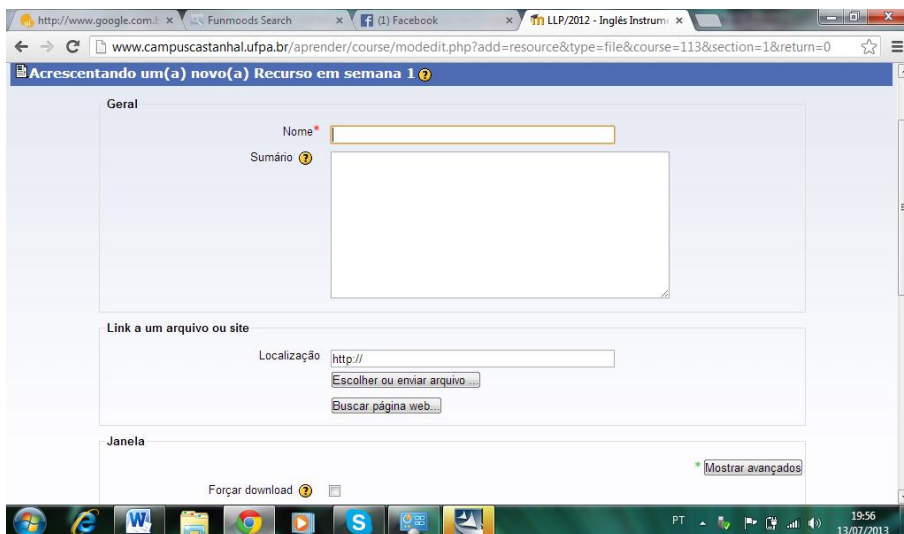 http://www.google.com.
Funmoods Search
(1) Facebook
LLP/2012 - Inglês Instrum
www.campuscastanhal.ufpa.br/aprender/course/modedit.php?add=resource&type=file&course=113&section=1&return=0
Acrescentando um(a) novo(a) Recurso em semana 1
Geral
Nome*
Sumário
Link a um arquivo ou site
Localização http://
Escolher ou enviar arquivo ...
Buscar página web...
Janela
* Mostrar avançados
Forçar download
PT
19:56
13/07/2013